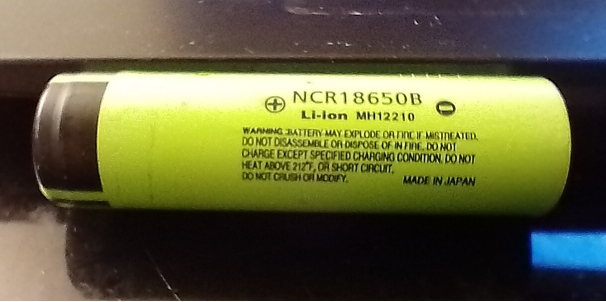 ⊕ NCR18650B ⊖
Li-ion MH12210
WARNING: BATTERY MAY EXPLODE OR FIRE IF MISTREATED.
DO NOT DISASSEMBLE OR DISPOSE OF IN FIRE. DO NOT
CHARGE EXCEPT SPECIFIED CHARGING CONDITION. DO NOT
HEAT ABOVE 212°F, OR SHORT CIRCUIT.
DO NOT CRUSH OR MODIFY. MADE IN JAPAN